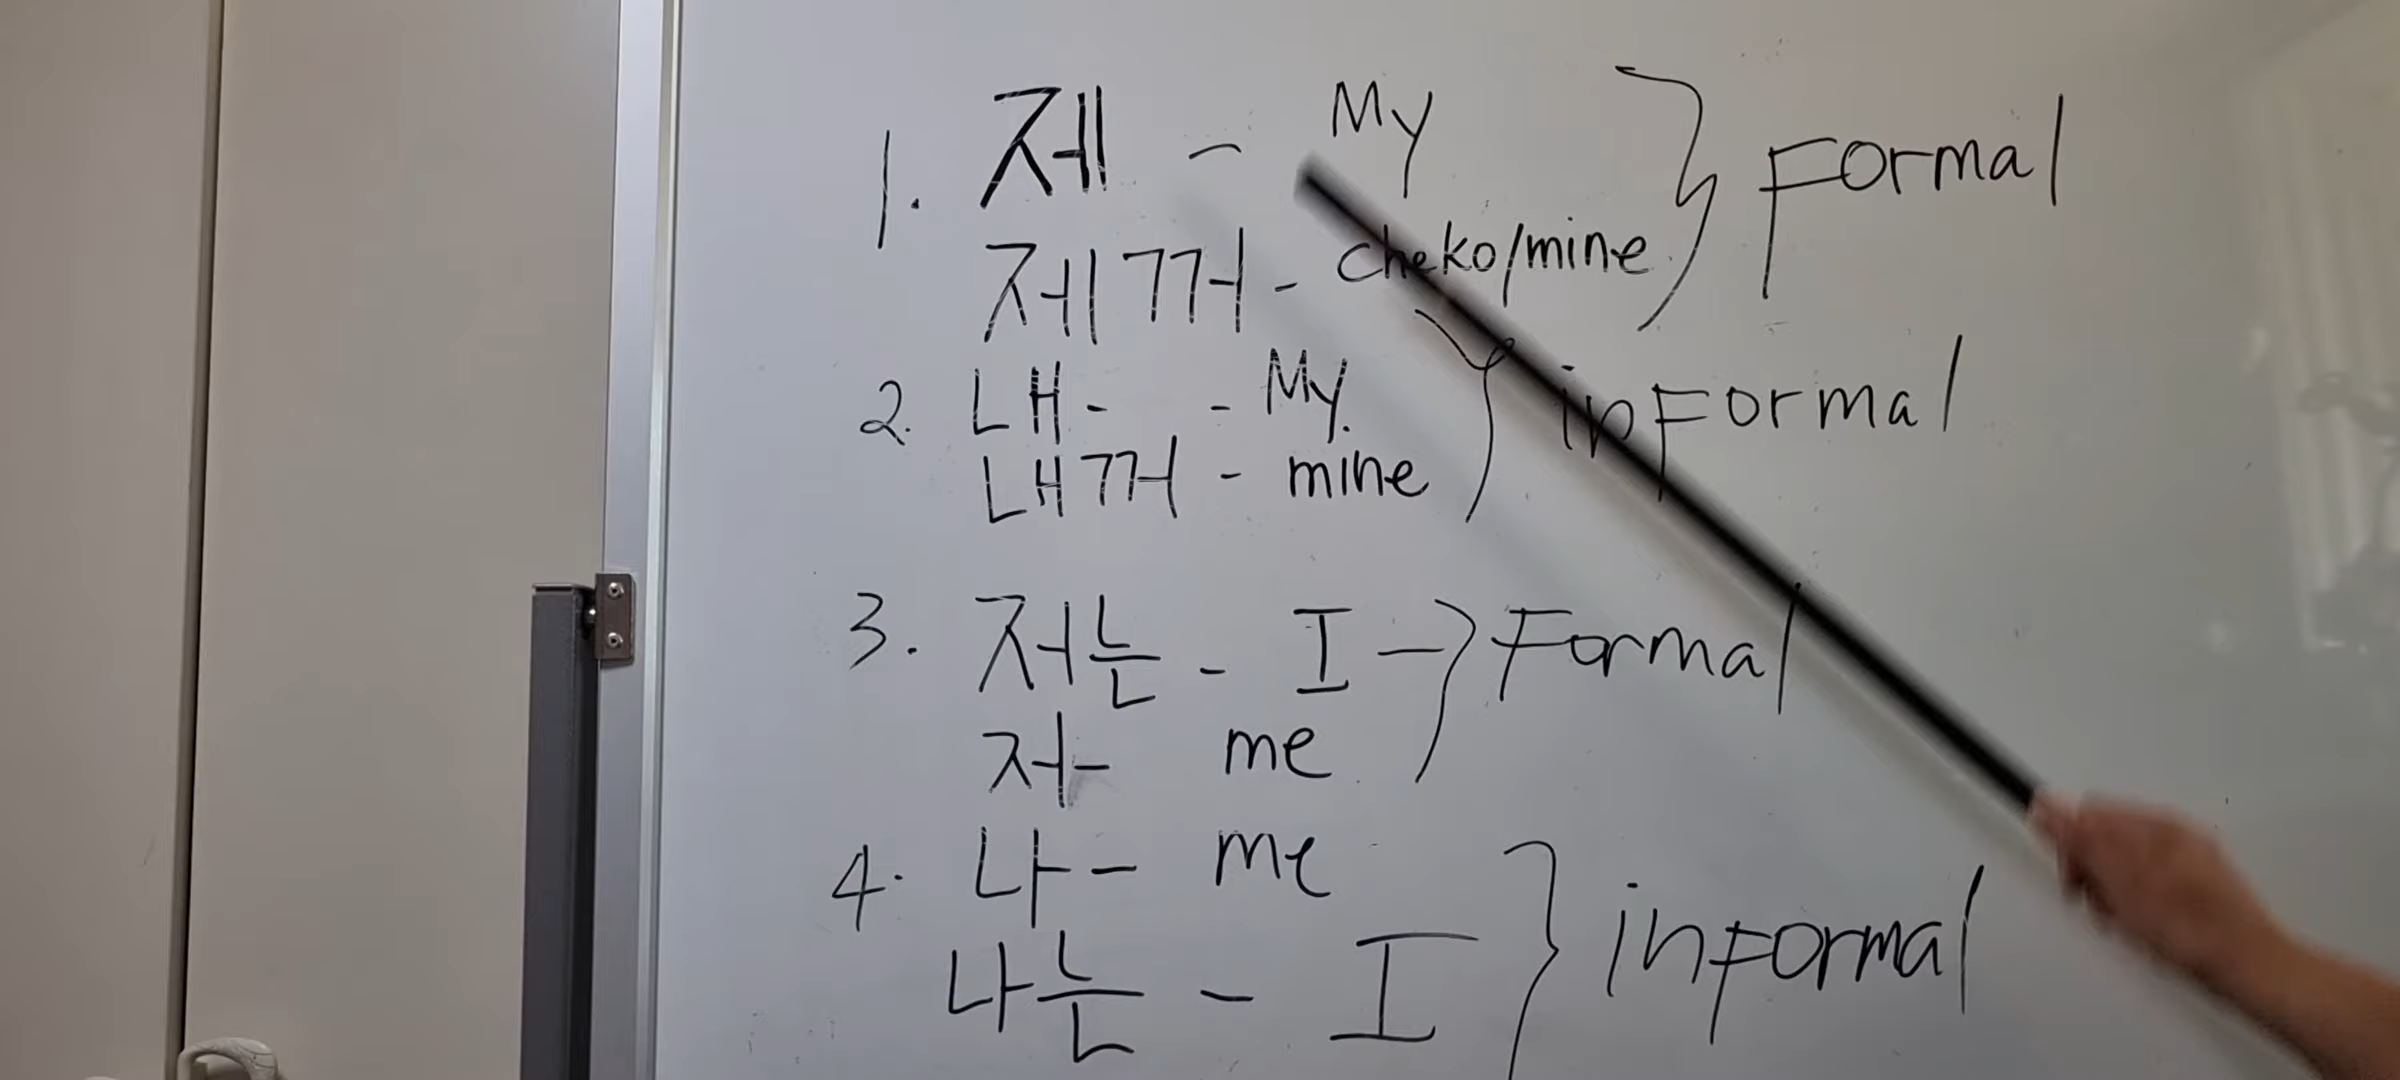 1. 제 - My } Formal
제꺼 - cheko/mine
2. 내 - - My. } inFormal
내꺼 - mine
3. 저는 - I → } Formal
저 - me
4. 나 - me } inFormal
나는 - I